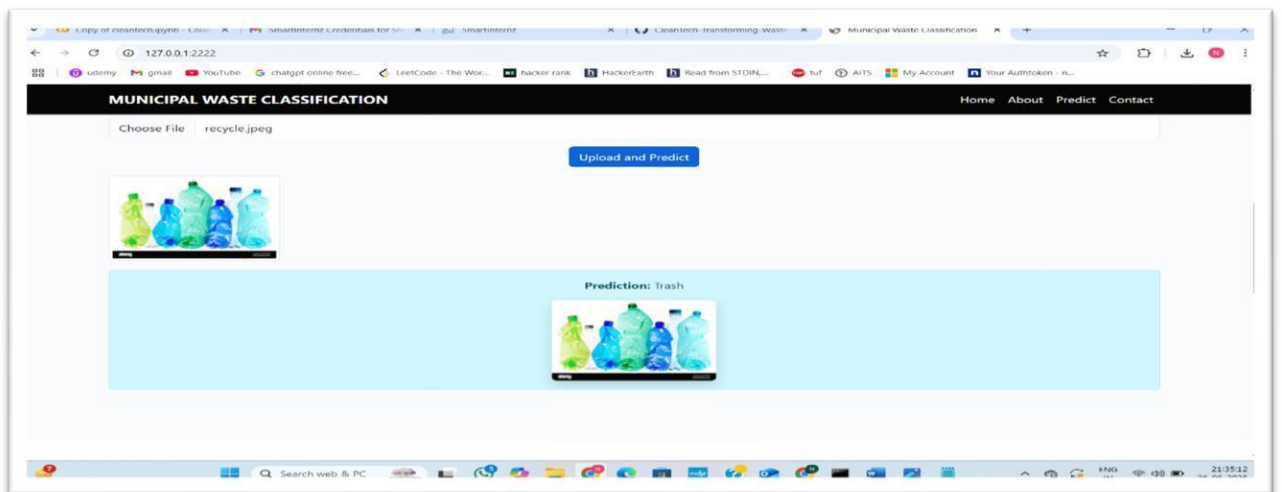 Copy of cleantech.ipynb - Colab Smartinternz Credentials for Sm Smartinternz CleanTech-Transforming-Waste Municipal Waste Classification
127.0.0.1:2222
udemy gmail YouTube chatgpt online free... LeetCode - The Wor... hacker rank HackerEarth Read from STDIN,... tuf AITS My Account Your Authtoken - n...
MUNICIPAL WASTE CLASSIFICATION Home About Predict Contact
Choose File recycle.jpeg
Upload and Predict
Prediction: Trash
Search web & PC ENG 21:35:12